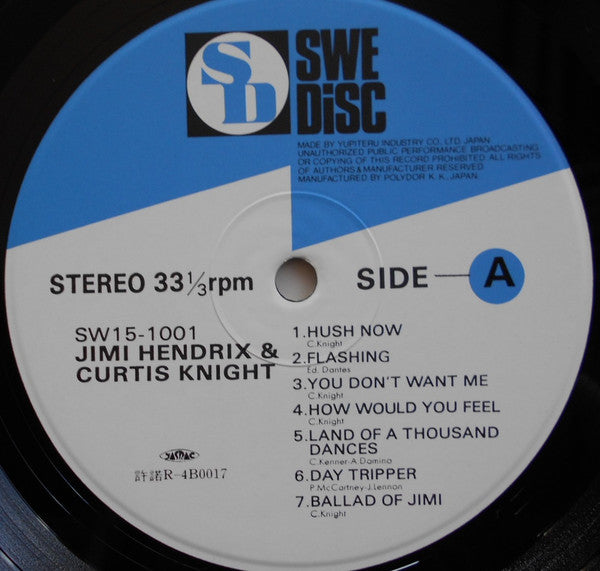 SD
SWE
DiSC
MADE BY YUPITERU INDUSTRY CO., LTD. JAPAN.
UNAUTHORIZED PUBLIC PERFORMANCE BROADCASTING
OR COPYING OF THIS RECORD PROHIBITED. ALL RIGHTS
OF AUTHORS & MANUFACTURER RESERVED.
MANUFACTURED BY POLYDOR K. K., JAPAN.
STEREO 33 1/3 rpm
SIDE — A
SW15-1001
JIMI HENDRIX &
CURTIS KNIGHT
1. HUSH NOW
C. Knight
2. FLASHING
Ed. Dantes
3. YOU DON'T WANT ME
C. Knight
4. HOW WOULD YOU FEEL
C. Knight
5. LAND OF A THOUSAND
DANCES
C. Kenner-A. Domino
6. DAY TRIPPER
P. McCartney-J. Lennon
7. BALLAD OF JIMI
C. Knight
JASRAC
許諾R-4B0017